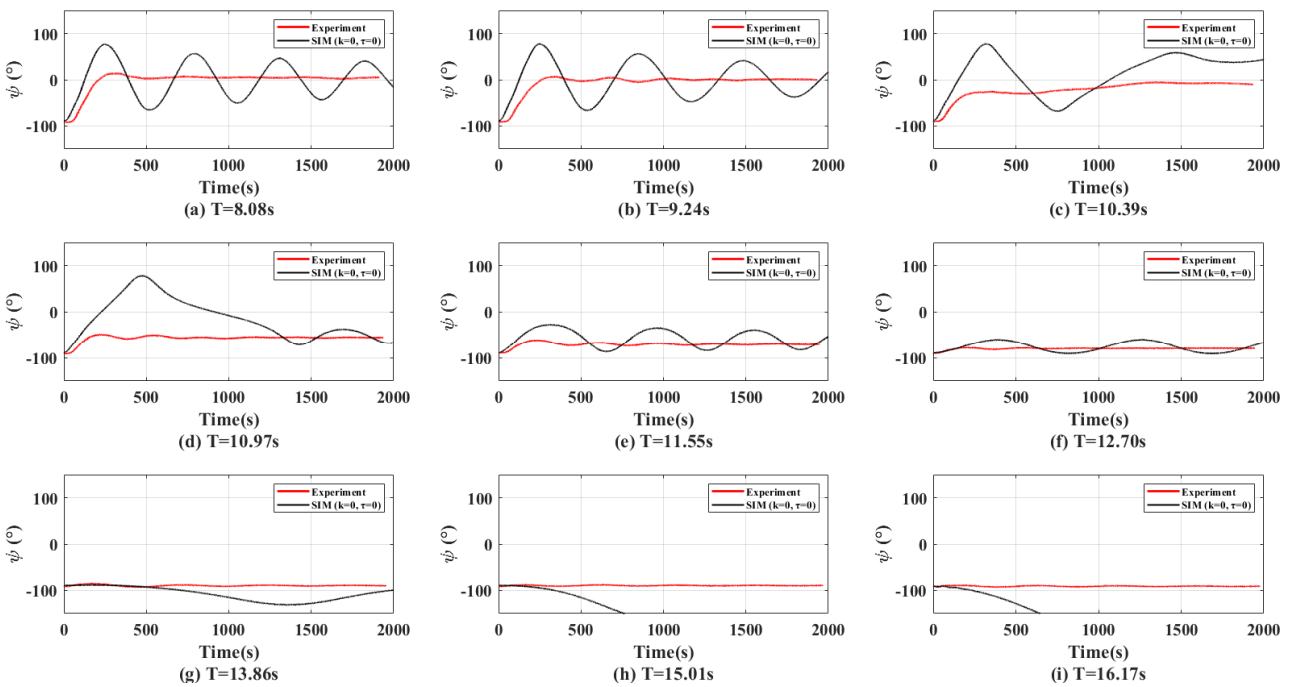 100
0
-100
ψ (°)
Experiment
SIM (k=0, τ=0)
0 500 1000 1500 2000
Time(s)
(a) T=8.08s
100
0
-100
ψ (°)
Experiment
SIM (k=0, τ=0)
0 500 1000 1500 2000
Time(s)
(b) T=9.24s
100
0
-100
ψ (°)
Experiment
SIM (k=0, τ=0)
0 500 1000 1500 2000
Time(s)
(c) T=10.39s
100
0
-100
ψ (°)
Experiment
SIM (k=0, τ=0)
0 500 1000 1500 2000
Time(s)
(d) T=10.97s
100
0
-100
ψ (°)
Experiment
SIM (k=0, τ=0)
0 500 1000 1500 2000
Time(s)
(e) T=11.55s
100
0
-100
ψ (°)
Experiment
SIM (k=0, τ=0)
0 500 1000 1500 2000
Time(s)
(f) T=12.70s
100
0
-100
ψ (°)
Experiment
SIM (k=0, τ=0)
0 500 1000 1500 2000
Time(s)
(g) T=13.86s
100
0
-100
ψ (°)
Experiment
SIM (k=0, τ=0)
0 500 1000 1500 2000
Time(s)
(h) T=15.01s
100
0
-100
ψ (°)
Experiment
SIM (k=0, τ=0)
0 500 1000 1500 2000
Time(s)
(i) T=16.17s